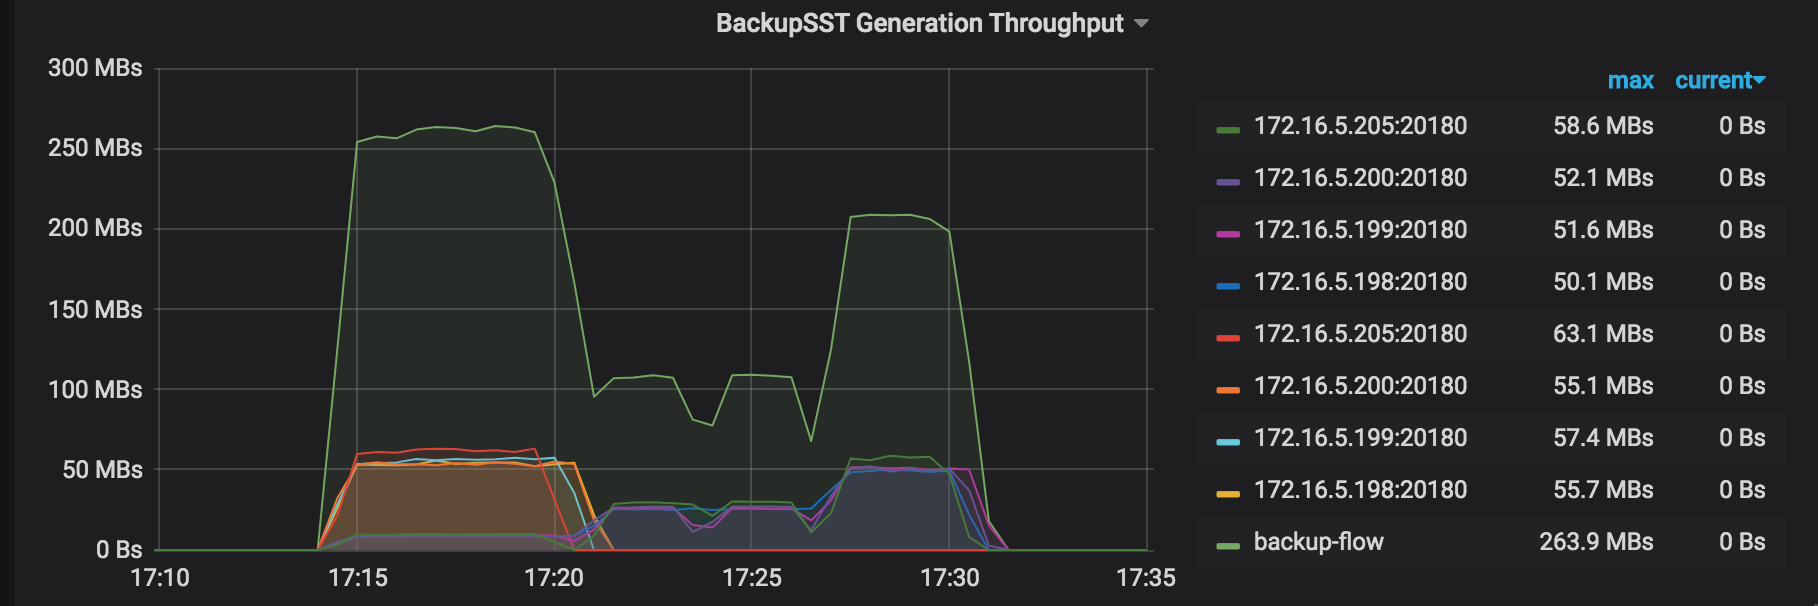 BackupSST Generation Throughput
300 MBs
250 MBs
200 MBs
150 MBs
100 MBs
50 MBs
0 Bs
17:10 17:15 17:20 17:25 17:30 17:35
max current
172.16.5.205:20180 58.6 MBs 0 Bs
172.16.5.200:20180 52.1 MBs 0 Bs
172.16.5.199:20180 51.6 MBs 0 Bs
172.16.5.198:20180 50.1 MBs 0 Bs
172.16.5.205:20180 63.1 MBs 0 Bs
172.16.5.200:20180 55.1 MBs 0 Bs
172.16.5.199:20180 57.4 MBs 0 Bs
172.16.5.198:20180 55.7 MBs 0 Bs
backup-flow 263.9 MBs 0 Bs